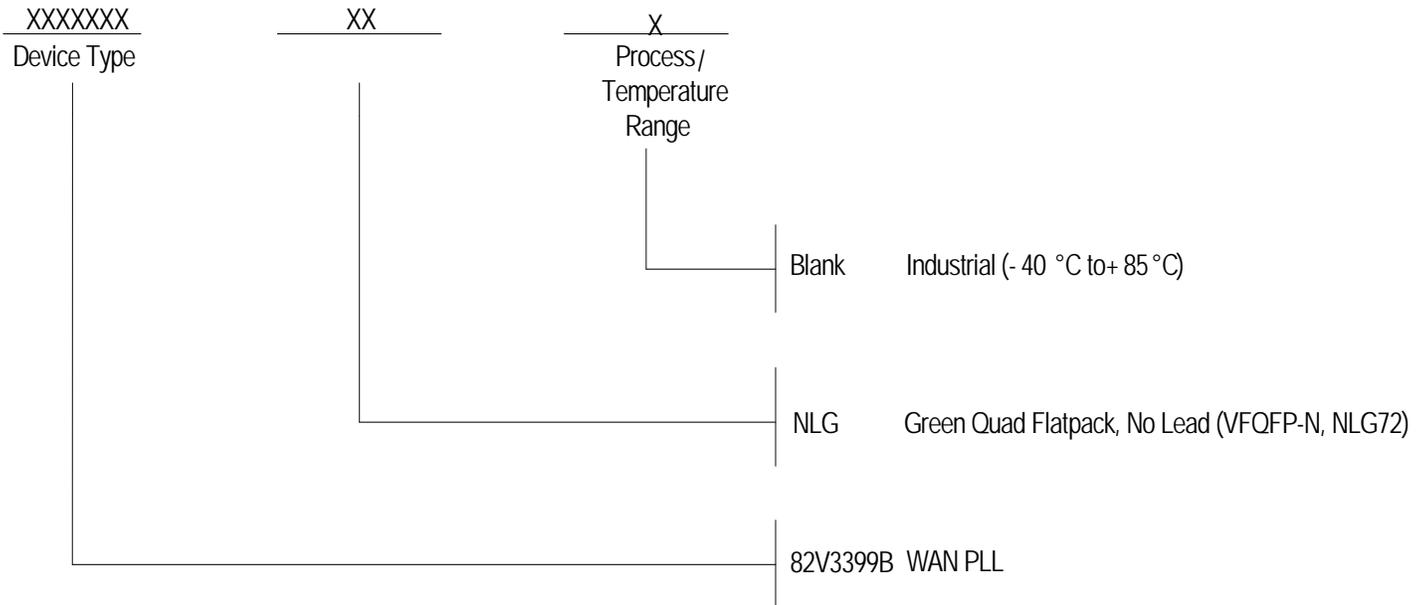 XXXXXXX XX X
Device Type
Process/
Temperature
Range
Blank Industrial (- 40 °C to+ 85 °C)
NLG Green Quad Flatpack, No Lead (VFQFP-N, NLG72)
82V3399B WAN PLL